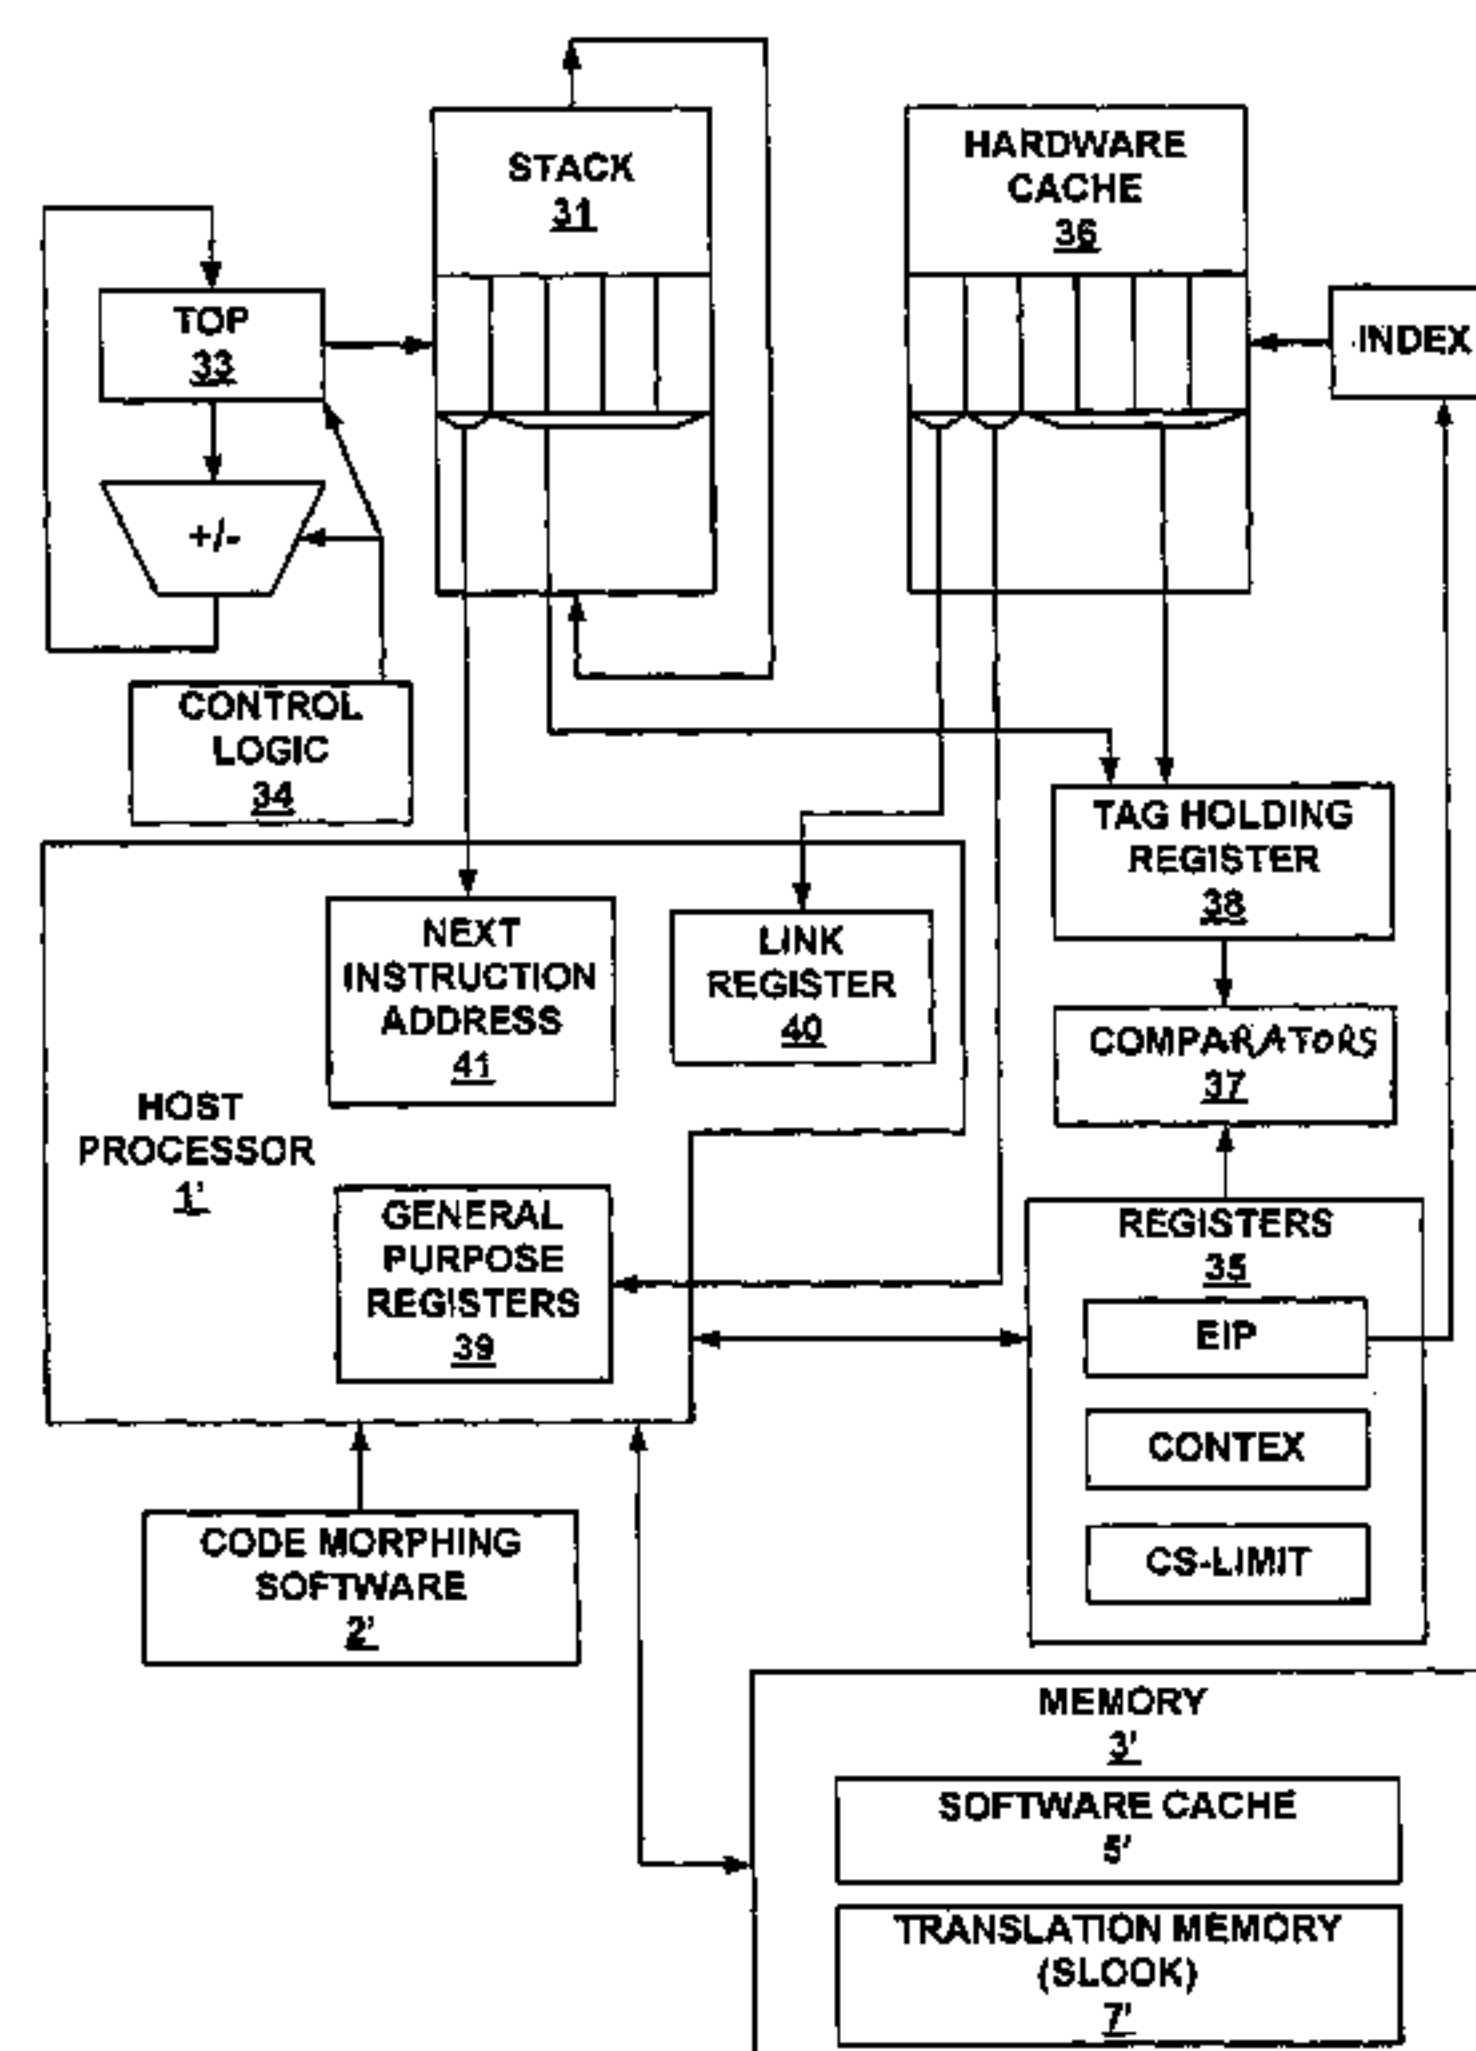 STACK
31
HARDWARE
CACHE
36
TOP
33
INDEX
+/-
CONTROL
LOGIC
34
TAG HOLDING
REGISTER
38
NEXT
INSTRUCTION
ADDRESS
41
LINK
REGISTER
40
COMPARATORS
37
HOST
PROCESSOR
1'
GENERAL
PURPOSE
REGISTERS
39
REGISTERS
35
EIP
CONTEX
CS-LIMIT
CODE MORPHING
SOFTWARE
2'
MEMORY
3'
SOFTWARE CACHE
5'
TRANSLATION MEMORY
(SLOOK)
7'